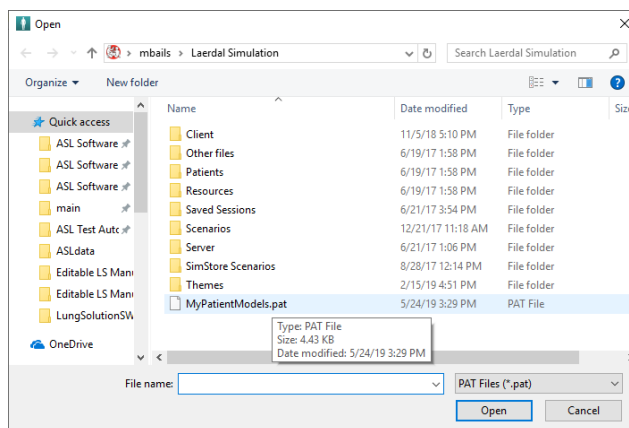 Open
mbails › Laerdal Simulation
Search Laerdal Simulation
Organize
New folder
Name Date modified Type Siz
Quick access
ASL Software
ASL Software
ASL Software
main
ASL Test Autc
ASLdata
Editable LS Man
Editable LS Man
LungSolutionSW
OneDrive
Client 11/5/18 5:10 PM File folder
Other files 6/19/17 1:58 PM File folder
Patients 6/19/17 1:58 PM File folder
Resources 6/19/17 1:58 PM File folder
Saved Sessions 6/21/17 3:54 PM File folder
Scenarios 12/21/17 11:18 AM File folder
Server 6/21/17 1:06 PM File folder
SimStore Scenarios 8/28/17 12:14 PM File folder
Themes 2/15/19 4:51 PM File folder
MyPatientModels.pat 5/24/19 3:29 PM PAT File
Type: PAT File
Size: 4.43 KB
Date modified: 5/24/19 3:29 PM
File name:
PAT Files (*.pat)
Open
Cancel